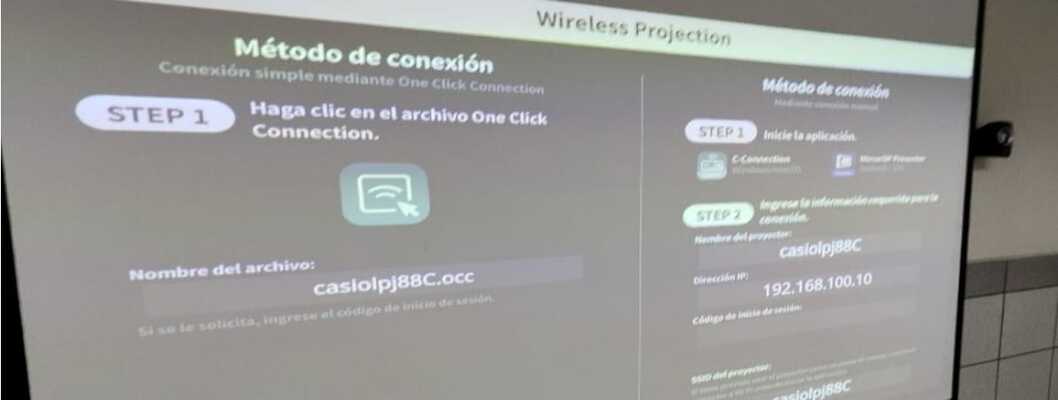 Wireless Projection
Método de conexión
Conexión simple mediante One Click Connection
STEP 1
Haga clic en el archivo One Click
Connection.
Nombre del archivo:
casiolpj88C.occ
Si se le solicita, ingrese el código de inicio de sesión.
Método de conexión
Mediante conexión manual
STEP 1
Inicie la aplicación.
C-Connection
Windows/macOS
MirrorOP Presenter
STEP 2
Ingrese la información requerida para la
conexión.
Nombre del proyector:
casiolpj88C
Dirección IP:
192.168.100.10
Código de inicio de sesión:
SSID del proyector:
casiolpj88C